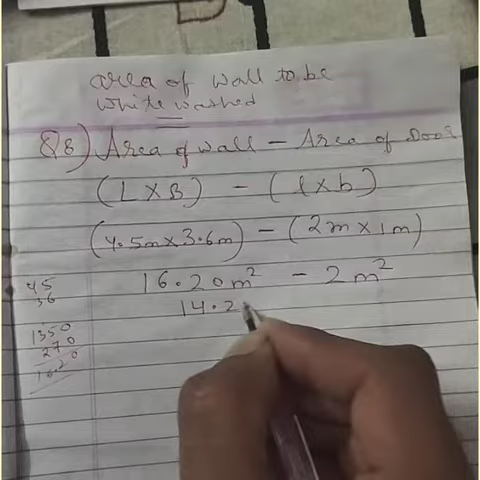 area of wall to be
white washed
Q8) Area of wall - Area of Door
(L x B) - (l x b)
(4.5m x 3.6m) - (2m x 1m)
16.20m² - 2m²
14.2
45
36
1350
270
1620